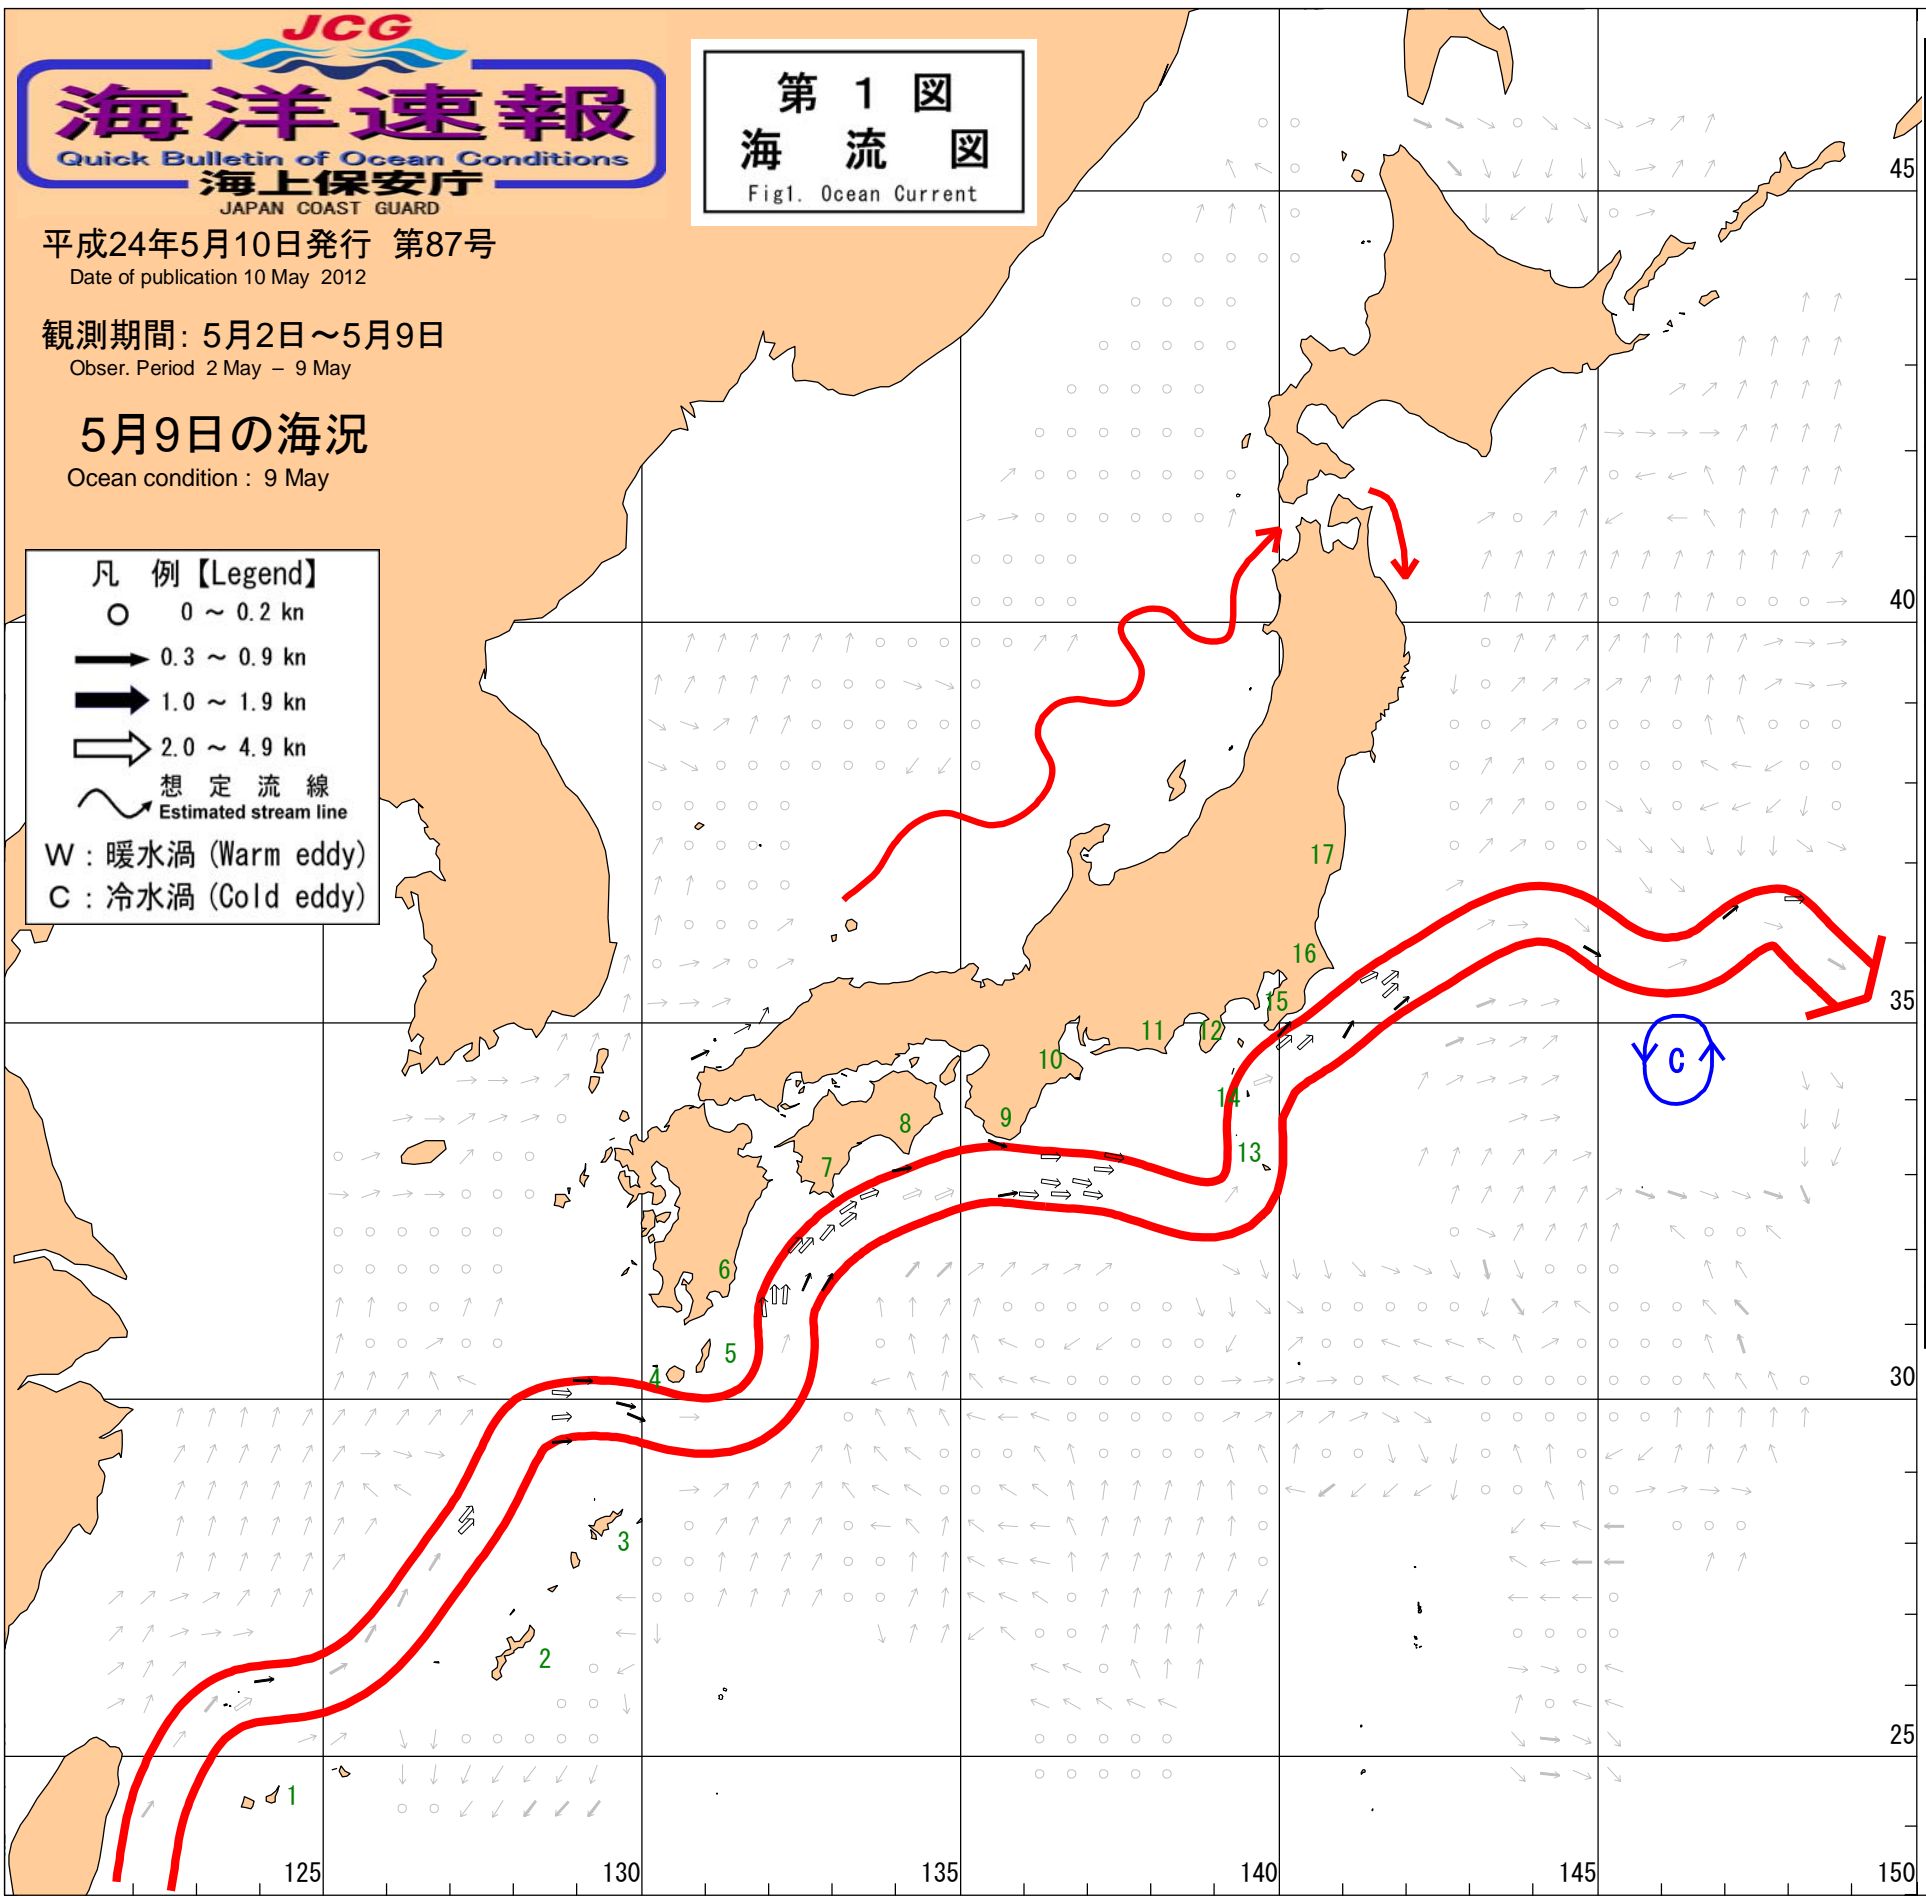 JCG
海洋速報
Quick Bulletin of Ocean Conditions
海上保安庁
JAPAN COAST GUARD
第 1 図
海 流 図
Fig1. Ocean Current
平成24年5月10日発行 第87号
Date of publication 10 May 2012
観測期間: 5月2日~5月9日
Obser. Period 2 May – 9 May
5月9日の海況
Ocean condition : 9 May
凡 例【Legend】
0 ~ 0.2 kn
0.3 ~ 0.9 kn
1.0 ~ 1.9 kn
2.0 ~ 4.9 kn
想 定 流 線
Estimated stream line
W : 暖水渦 (Warm eddy)
C : 冷水渦 (Cold eddy)
45
40
17
16
35
15
11
12
10
C
14
8
9
13
7
6
5
4
30
3
2
25
1
125
130
135
140
145
150